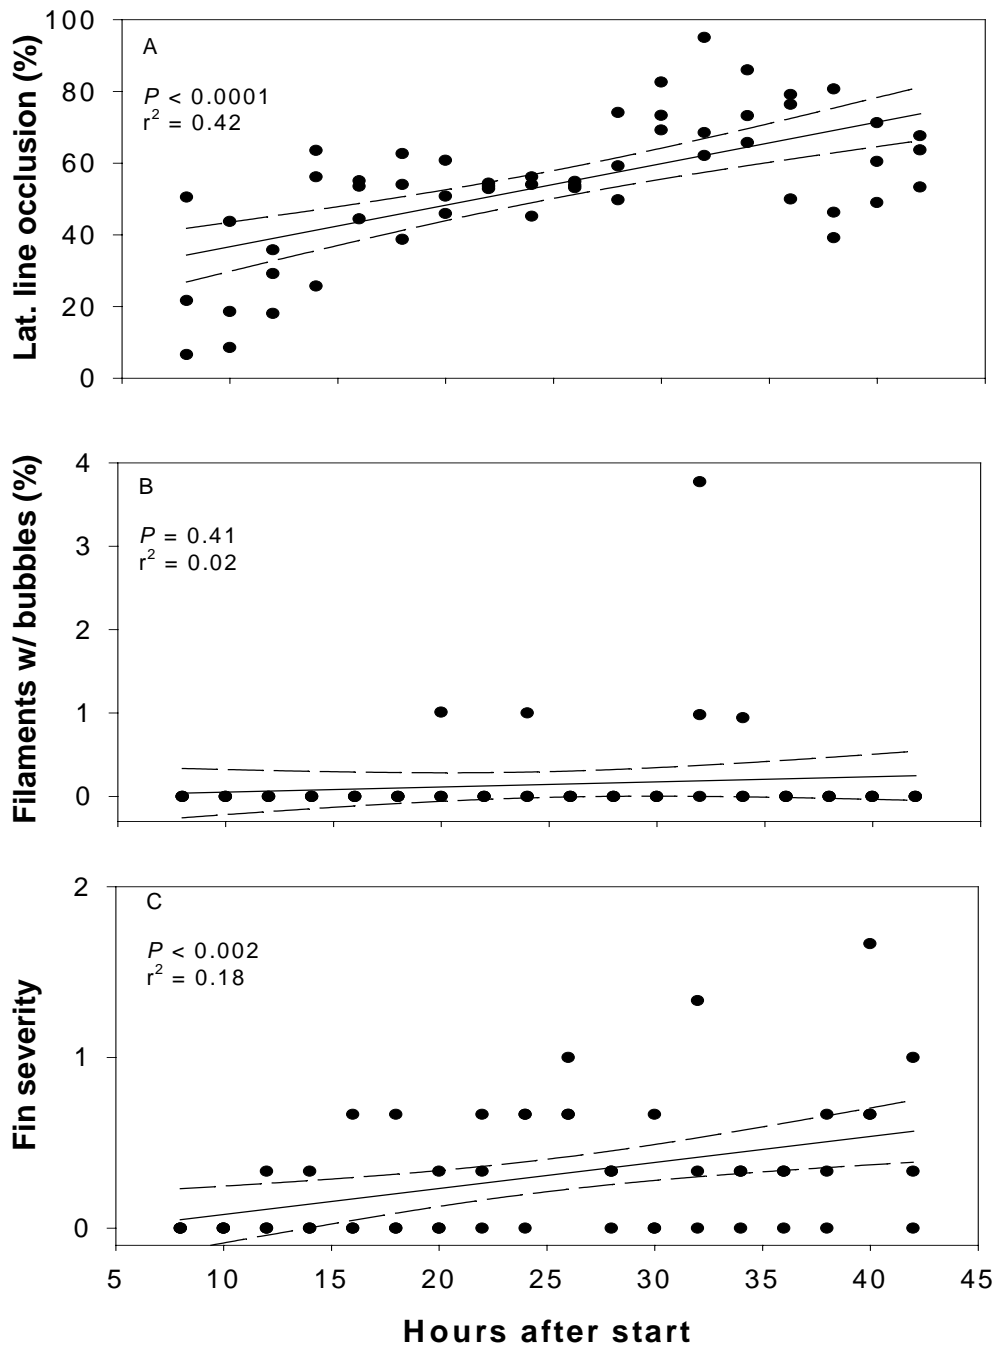 Lat. line occlusion (%)
100
80
60
40
20
0
A
P < 0.0001
r² = 0.42
Filaments w/ bubbles (%)
4
3
2
1
0
B
P = 0.41
r² = 0.02
Fin severity
2
1
0
C
P < 0.002
r² = 0.18
5 10 15 20 25 30 35 40 45
Hours after start